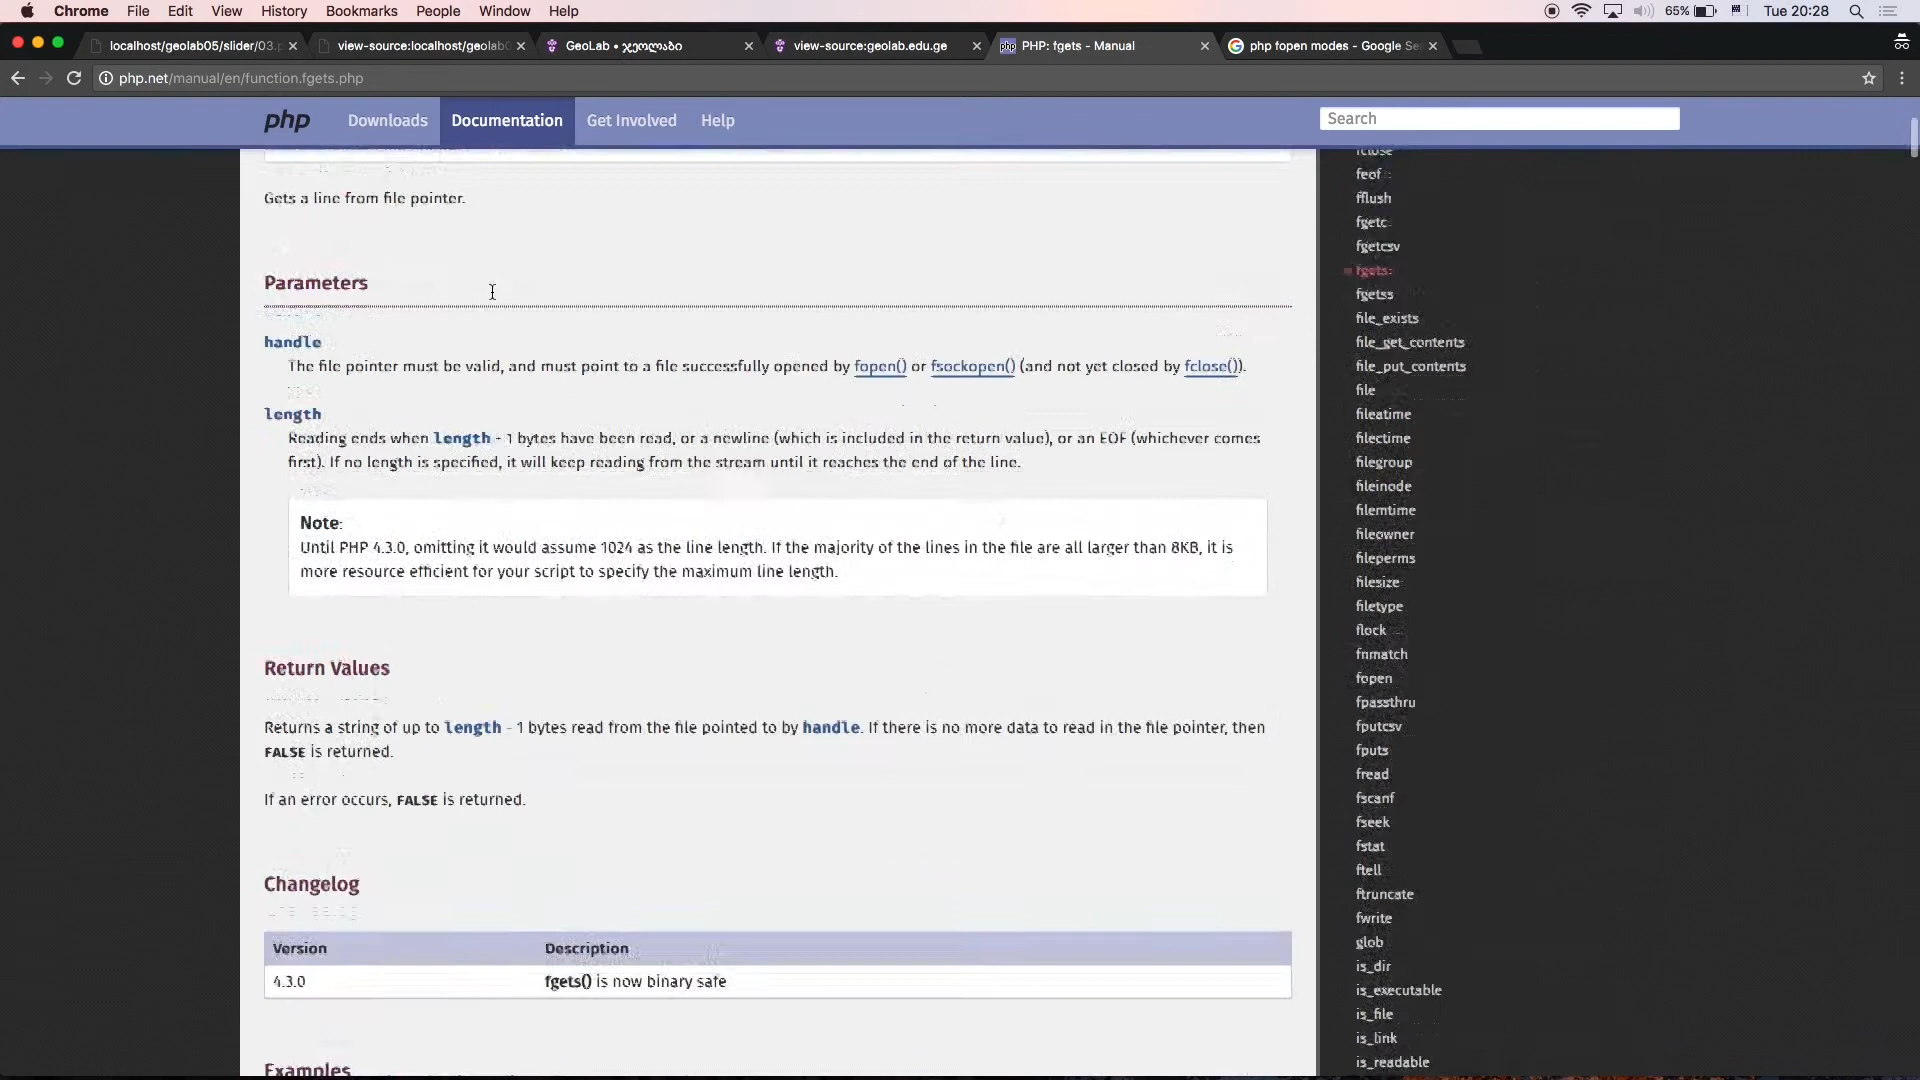 Chrome File Edit View History Bookmarks People Window Help 65% Tue 20:28
localhost/geolab05/slider/03. view-source:localhost/geolab0 GeoLab • ჯეოლაბი view-source:geolab.edu.ge php PHP: fgets - Manual php fopen modes - Google Se
php.net/manual/en/function.fgets.php
php Downloads Documentation Get Involved Help Search
Gets a line from file pointer.
Parameters
handle
The file pointer must be valid, and must point to a file successfully opened by fopen() or fsockopen() (and not yet closed by fclose()).
length
Reading ends when length - 1 bytes have been read, or a newline (which is included in the return value), or an EOF (whichever comes
first). If no length is specified, it will keep reading from the stream until it reaches the end of the line.
Note:
Until PHP 4.3.0, omitting it would assume 1024 as the line length. If the majority of the lines in the file are all larger than 8KB, it is
more resource efficient for your script to specify the maximum line length.
Return Values
Returns a string of up to length - 1 bytes read from the file pointed to by handle. If there is no more data to read in the file pointer, then
FALSE is returned.
If an error occurs, FALSE is returned.
Changelog
Version Description
4.3.0 fgets() is now binary safe
Examples
fclose
feof
fflush
fgetc
fgetcsv
fgets
fgetss
file_exists
file_get_contents
file_put_contents
file
fileatime
filectime
filegroup
fileinode
filemtime
fileowner
fileperms
filesize
filetype
flock
fnmatch
fopen
fpassthru
fputcsv
fputs
fread
fscanf
fseek
fstat
ftell
ftruncate
fwrite
glob
is_dir
is_executable
is_file
is_link
is_readable